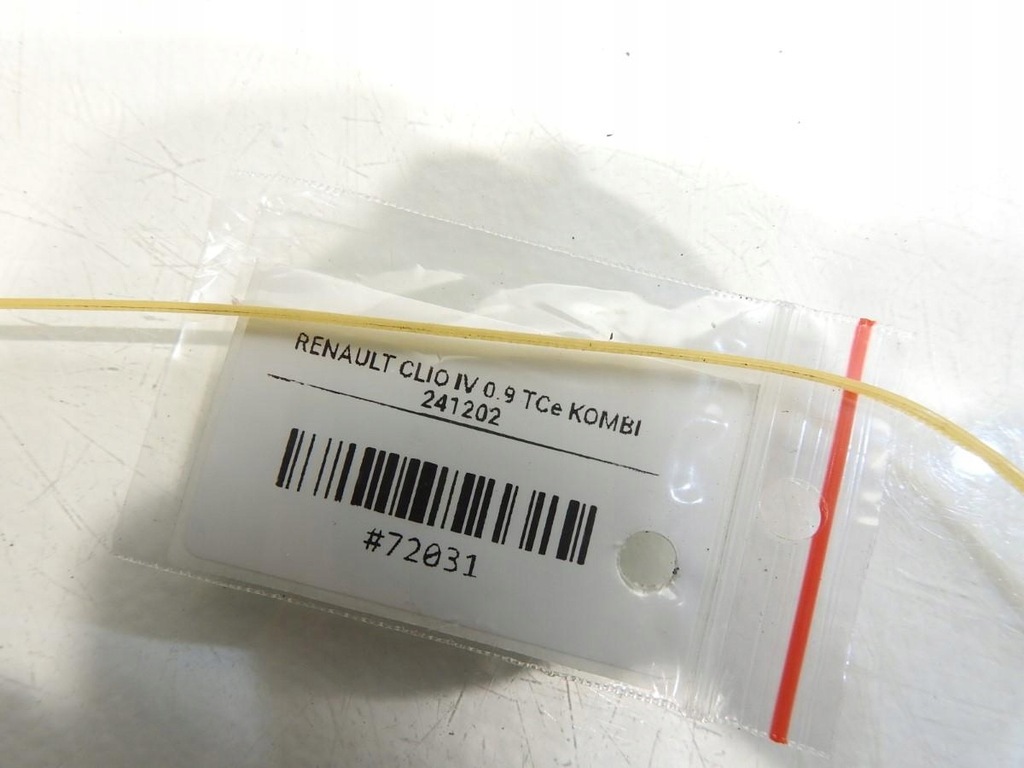 RENAULT CLIO IV 0.9 TCe KOMBI
241202
#72031